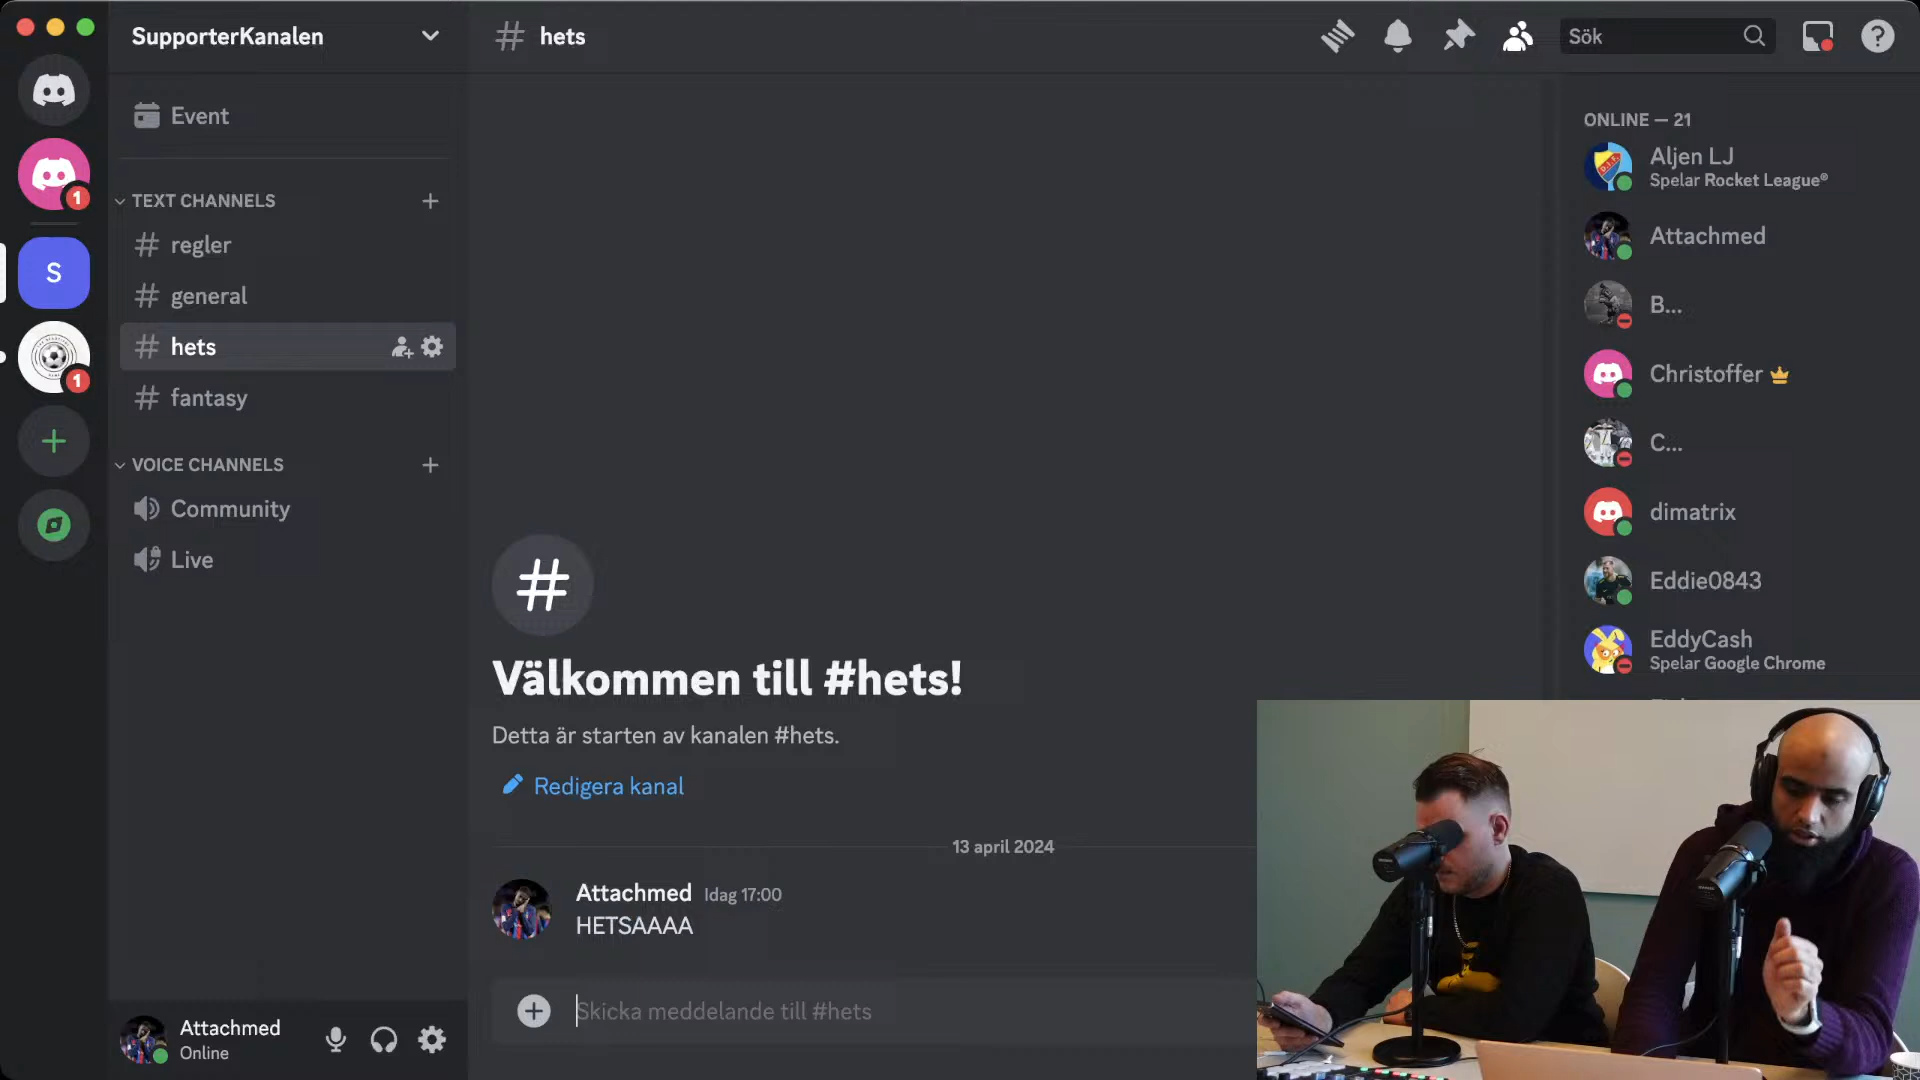 SupporterKanalen
hets
Sök
Event
TEXT CHANNELS
regler
general
hets
fantasy
VOICE CHANNELS
Community
Live
1
S
1
Välkommen till #hets!
Detta är starten av kanalen #hets.
Redigera kanal
13 april 2024
Attachmed Idag 17:00
HETSAAAA
Skicka meddelande till #hets
Attachmed
Online
ONLINE — 21
Aljen LJ
Spelar Rocket League®
Attachmed
B...
Christoffer
C...
dimatrix
Eddie0843
EddyCash
Spelar Google Chrome